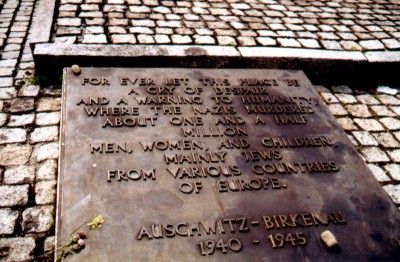 FOR EVER LET THIS PLACE BE
A CRY OF DESPAIR
AND A WARNING TO HUMANITY,
WHERE THE NAZIS MURDERED
ABOUT ONE AND A HALF
MILLION
MEN, WOMEN, AND CHILDREN,
MAINLY JEWS
FROM VARIOUS COUNTRIES
OF EUROPE.
AUSCHWITZ-BIRKENAU
1940 - 1945